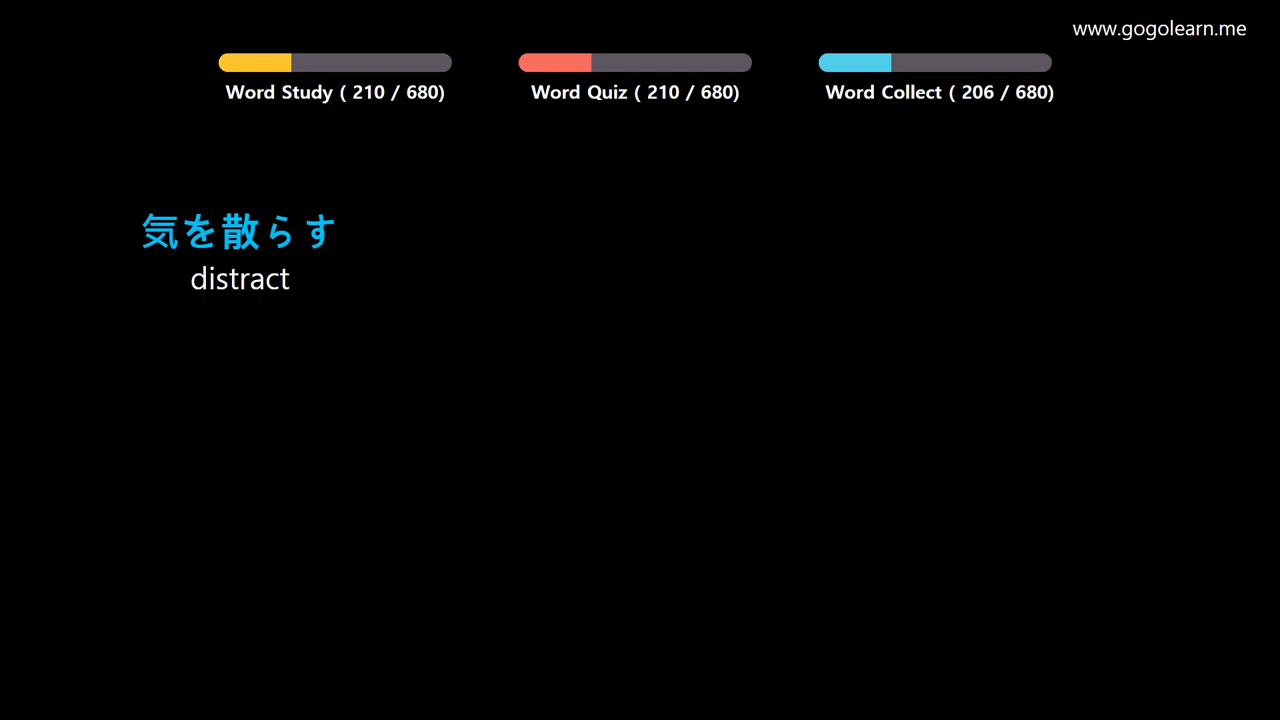 www.gogolearn.me
Word Study ( 210 / 680)
Word Quiz ( 210 / 680)
Word Collect ( 206 / 680)
気を散らす
distract